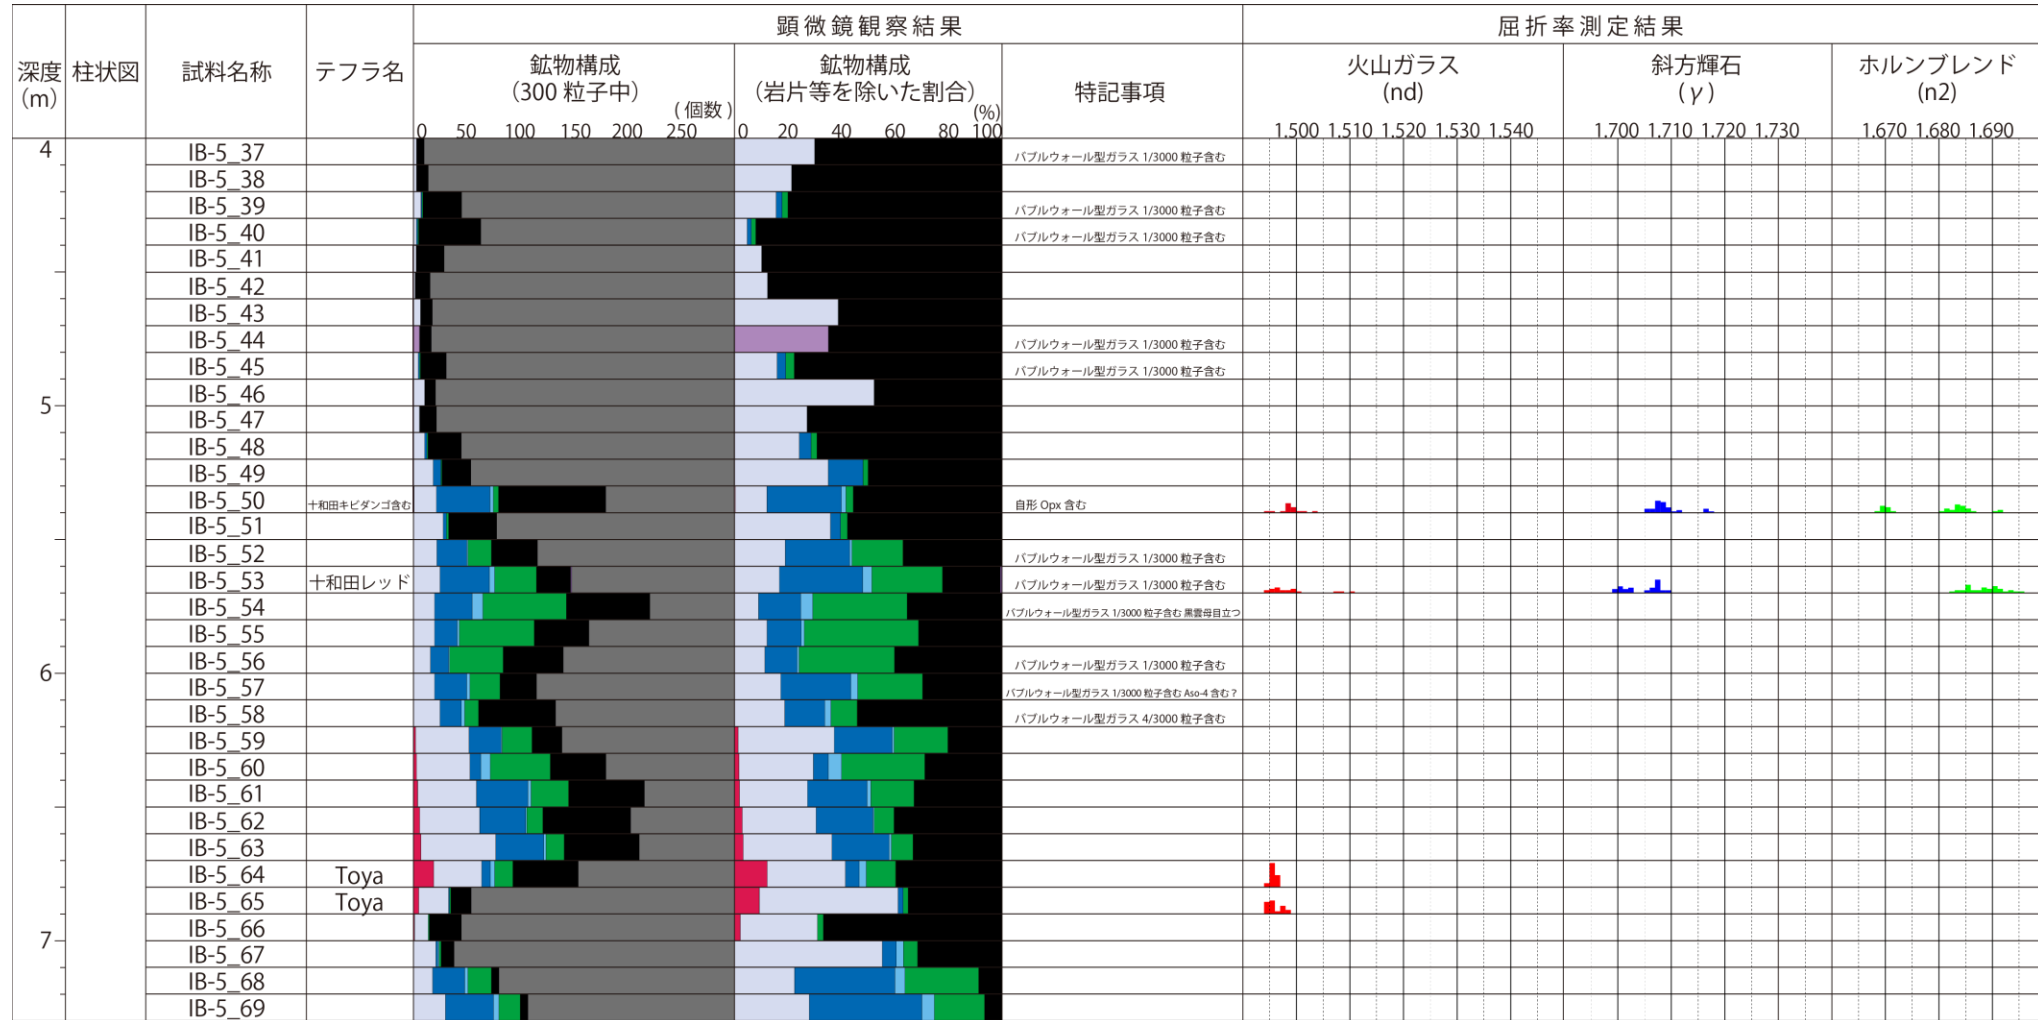 顕微鏡観察結果 屈折率測定結果
深度 柱状図 試料名称 テフラ名 鉱物構成 鉱物構成 特記事項 火山ガラス 斜方輝石 ホルンブレンド
(m) (300 粒子中) (岩片等を除いた割合) (nd) (γ) (n2)
(個数) (%)
0 50 100 150 200 250 0 20 40 60 80 100 1.500 1.510 1.520 1.530 1.540 1.700 1.710 1.720 1.730 1.670 1.680 1.690
4 IB-5_37 バブルウォール型ガラス 1/3000 粒子含む
IB-5_38
IB-5_39 バブルウォール型ガラス 1/3000 粒子含む
IB-5_40 バブルウォール型ガラス 1/3000 粒子含む
IB-5_41
IB-5_42
IB-5_43
IB-5_44 バブルウォール型ガラス 1/3000 粒子含む
IB-5_45 バブルウォール型ガラス 1/3000 粒子含む
IB-5_46
5 IB-5_47
IB-5_48
IB-5_49
IB-5_50 十和田キビダンゴ含む 自形 Opx 含む
IB-5_51
IB-5_52 バブルウォール型ガラス 1/3000 粒子含む
IB-5_53 十和田レッド バブルウォール型ガラス 1/3000 粒子含む
IB-5_54 バブルウォール型ガラス 1/3000 粒子含む 黒雲母目立つ
IB-5_55
IB-5_56 バブルウォール型ガラス 1/3000 粒子含む
6 IB-5_57 バブルウォール型ガラス 1/3000 粒子含む Aso-4 含む？
IB-5_58 バブルウォール型ガラス 4/3000 粒子含む
IB-5_59
IB-5_60
IB-5_61
IB-5_62
IB-5_63
IB-5_64 Toya
IB-5_65 Toya
IB-5_66
7 IB-5_67
IB-5_68
IB-5_69